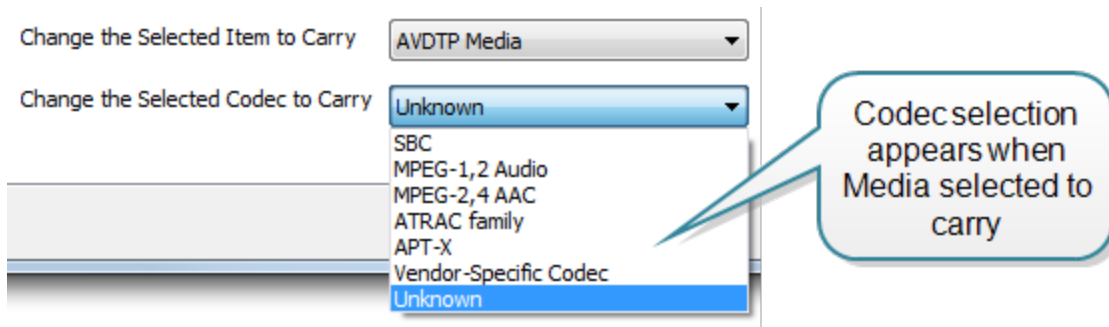 Change the Selected Item to Carry
AVDTP Media
Change the Selected Codec to Carry
Unknown
SBC
MPEG-1,2 Audio
MPEG-2,4 AAC
ATRAC family
APT-X
Vendor-Specific Codec
Unknown
Codec selection
appears when
Media selected to
carry